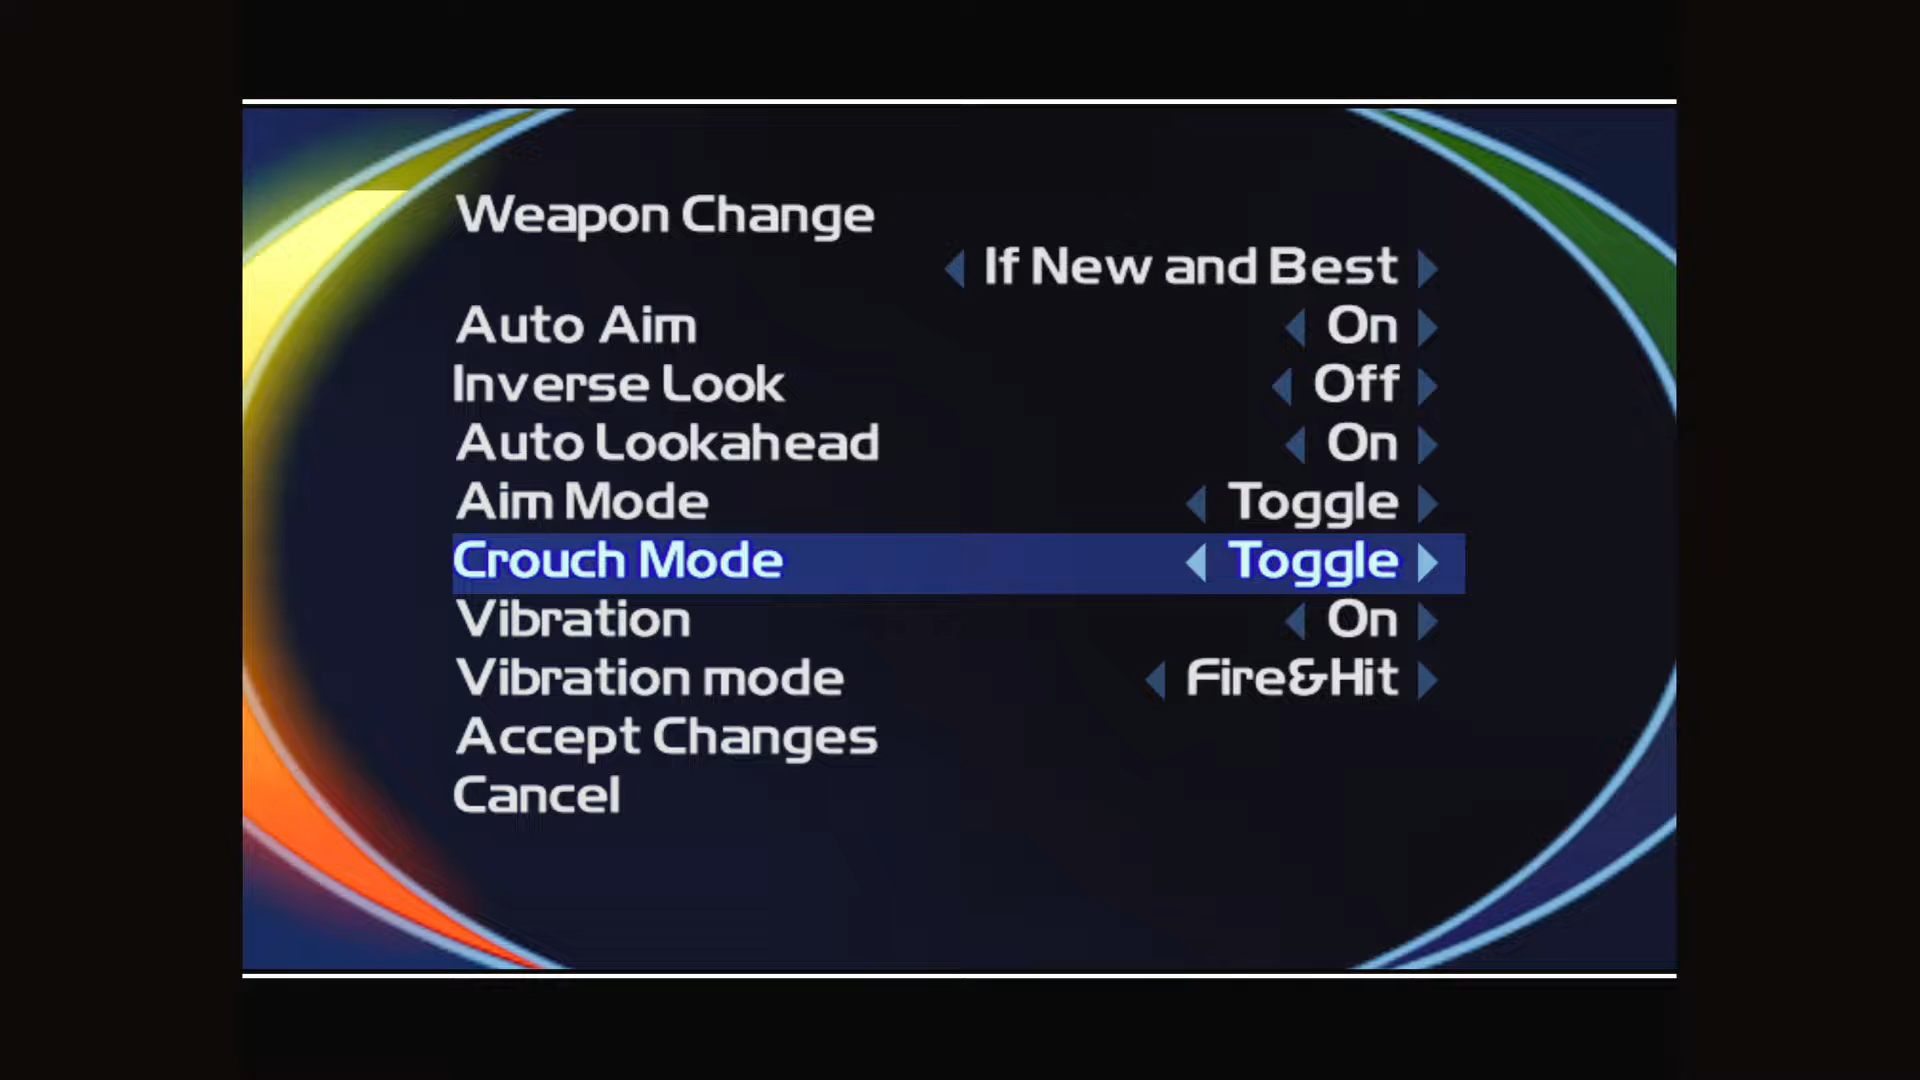 Weapon Change
If New and Best
Auto Aim On
Inverse Look Off
Auto Lookahead On
Aim Mode Toggle
Crouch Mode Toggle
Vibration On
Vibration mode Fire&Hit
Accept Changes
Cancel